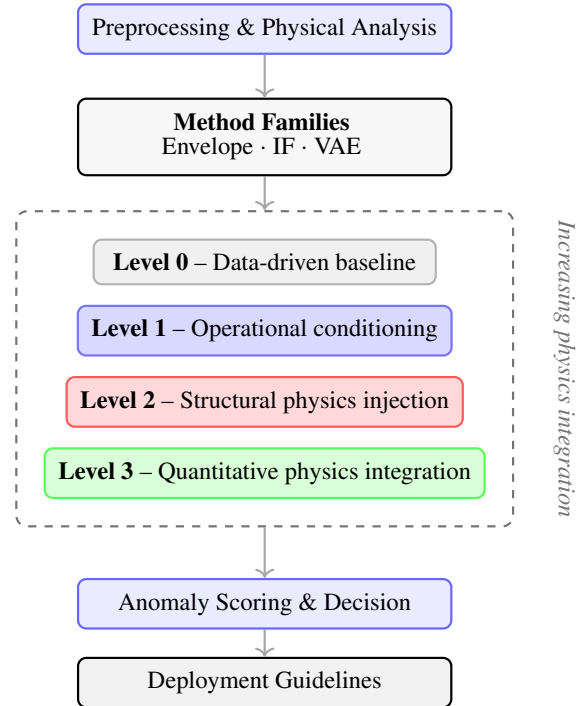 Preprocessing & Physical Analysis
Method Families
Envelope · IF · VAE
Level 0 – Data-driven baseline
Level 1 – Operational conditioning
Level 2 – Structural physics injection
Level 3 – Quantitative physics integration
Increasing physics integration
Anomaly Scoring & Decision
Deployment Guidelines